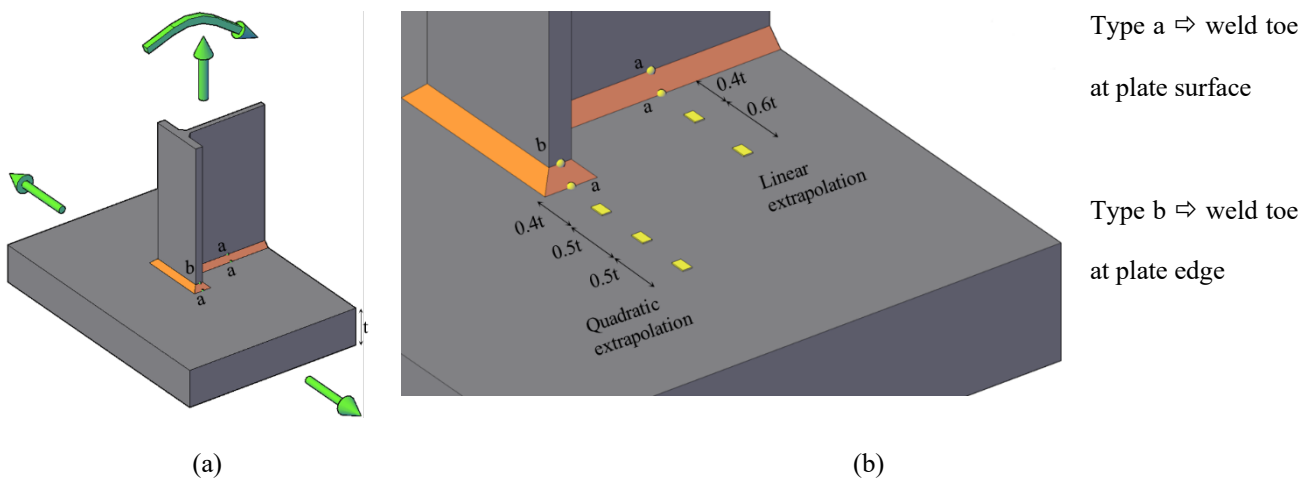 a
a
b
a
t
a
a
0.4t
0.6t
b
a
Linear
extrapolation
0.4t
0.5t
0.5t
Quadratic
extrapolation
Type a ⇨ weld toe
at plate surface
Type b ⇨ weld toe
at plate edge
(a)
(b)